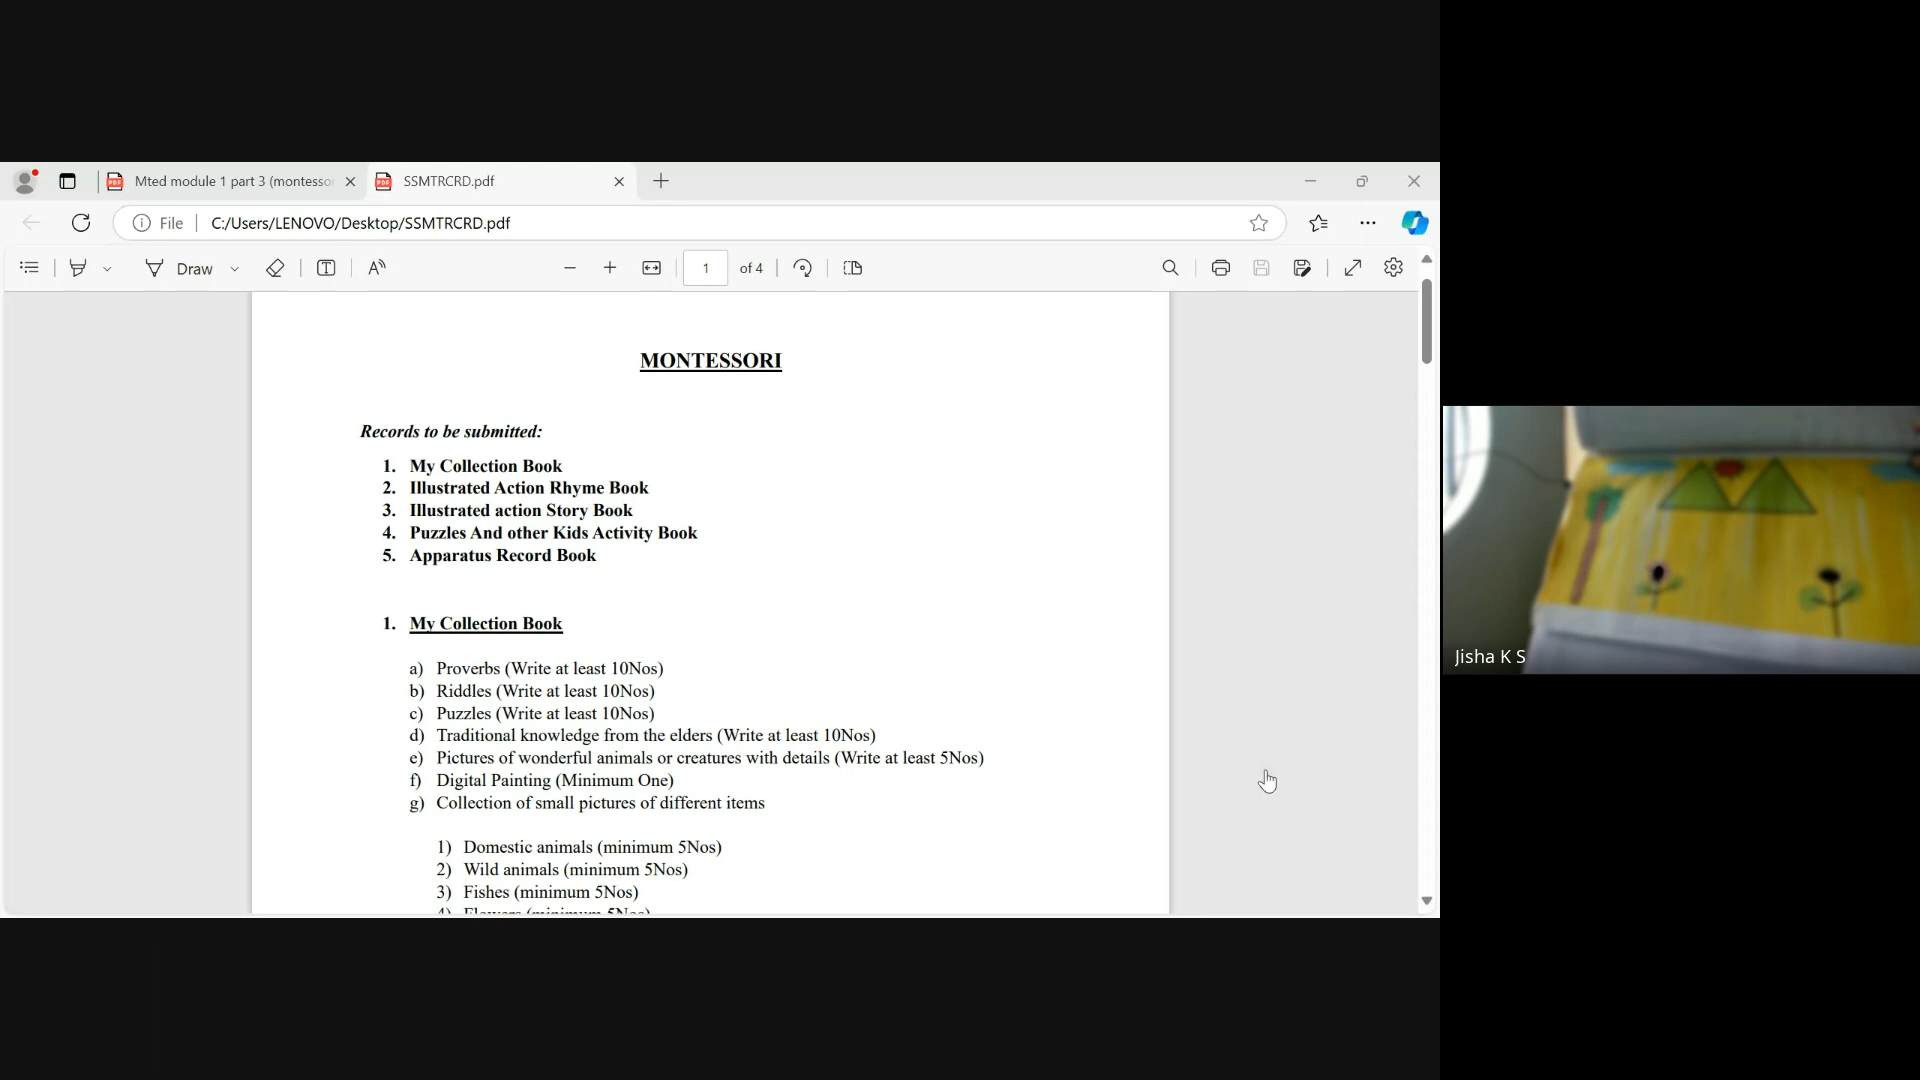 Mted module 1 part 3 (montesso
SSMTRCRD.pdf
File
C:/Users/LENOVO/Desktop/SSMTRCRD.pdf
Draw
1 of 4
MONTESSORI
Records to be submitted:
1. My Collection Book
2. Illustrated Action Rhyme Book
3. Illustrated action Story Book
4. Puzzles And other Kids Activity Book
5. Apparatus Record Book
1. My Collection Book
a) Proverbs (Write at least 10Nos)
b) Riddles (Write at least 10Nos)
c) Puzzles (Write at least 10Nos)
d) Traditional knowledge from the elders (Write at least 10Nos)
e) Pictures of wonderful animals or creatures with details (Write at least 5Nos)
f) Digital Painting (Minimum One)
g) Collection of small pictures of different items
1) Domestic animals (minimum 5Nos)
2) Wild animals (minimum 5Nos)
3) Fishes (minimum 5Nos)
4) Flowers (minimum 5Nos)
Jisha K S